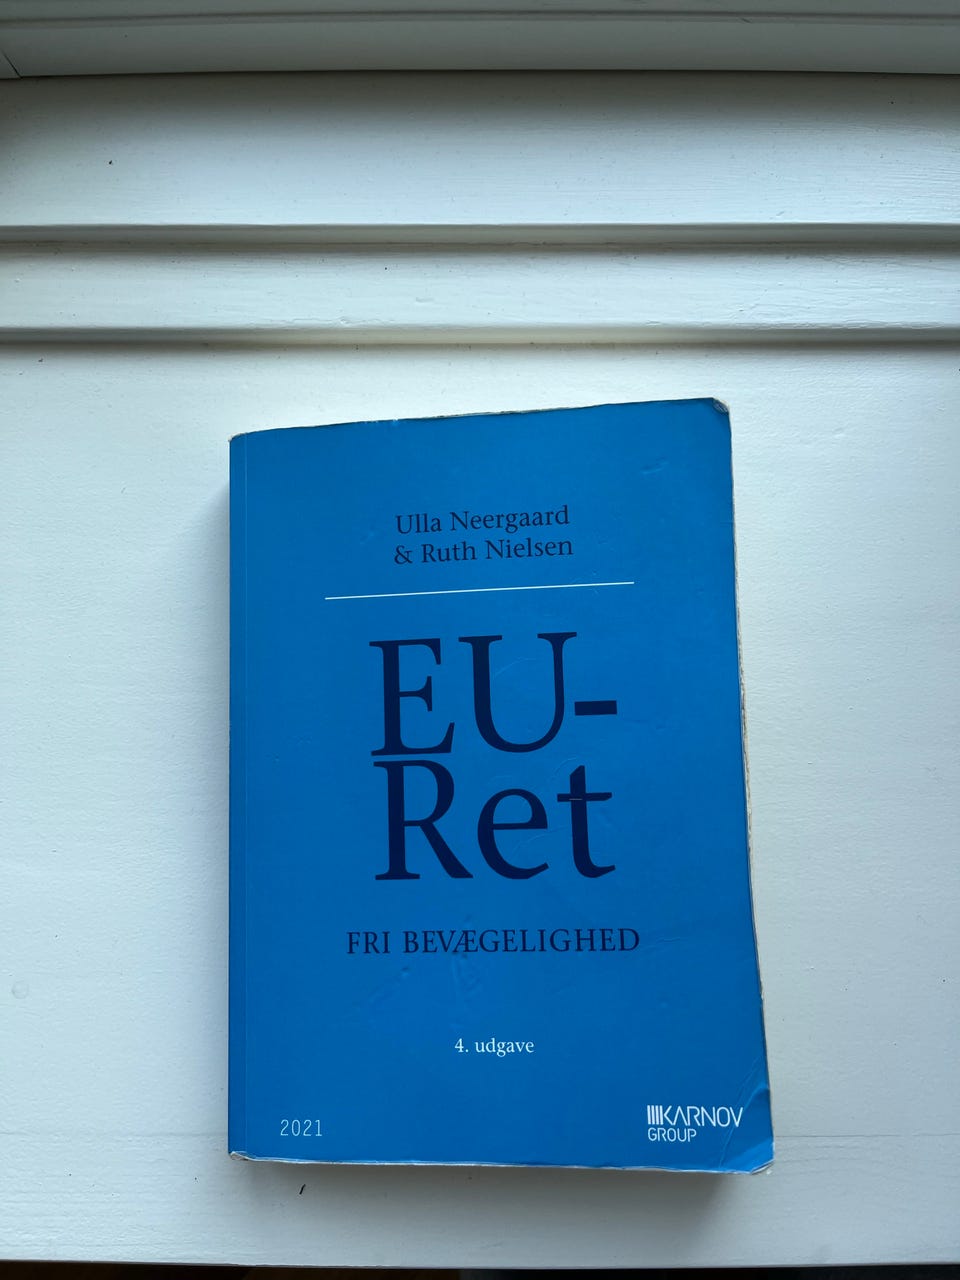 Ulla Neergaard
& Ruth Nielsen
EU-
Ret
FRI BEVÆGELIGHED
4. udgave
2021
KARNOV
GROUP